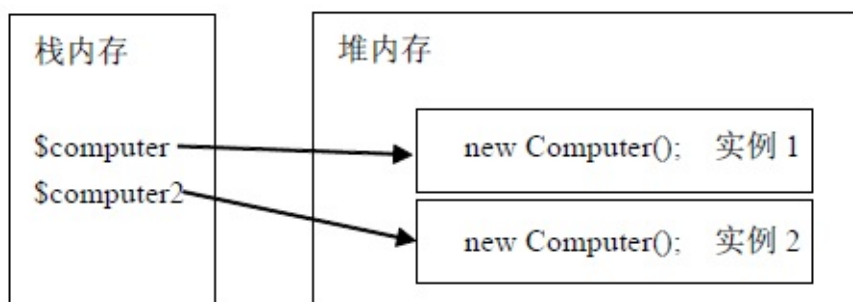 栈内存
堆内存
$computer
$computer2
new Computer(); 实例 1
new Computer(); 实例 2